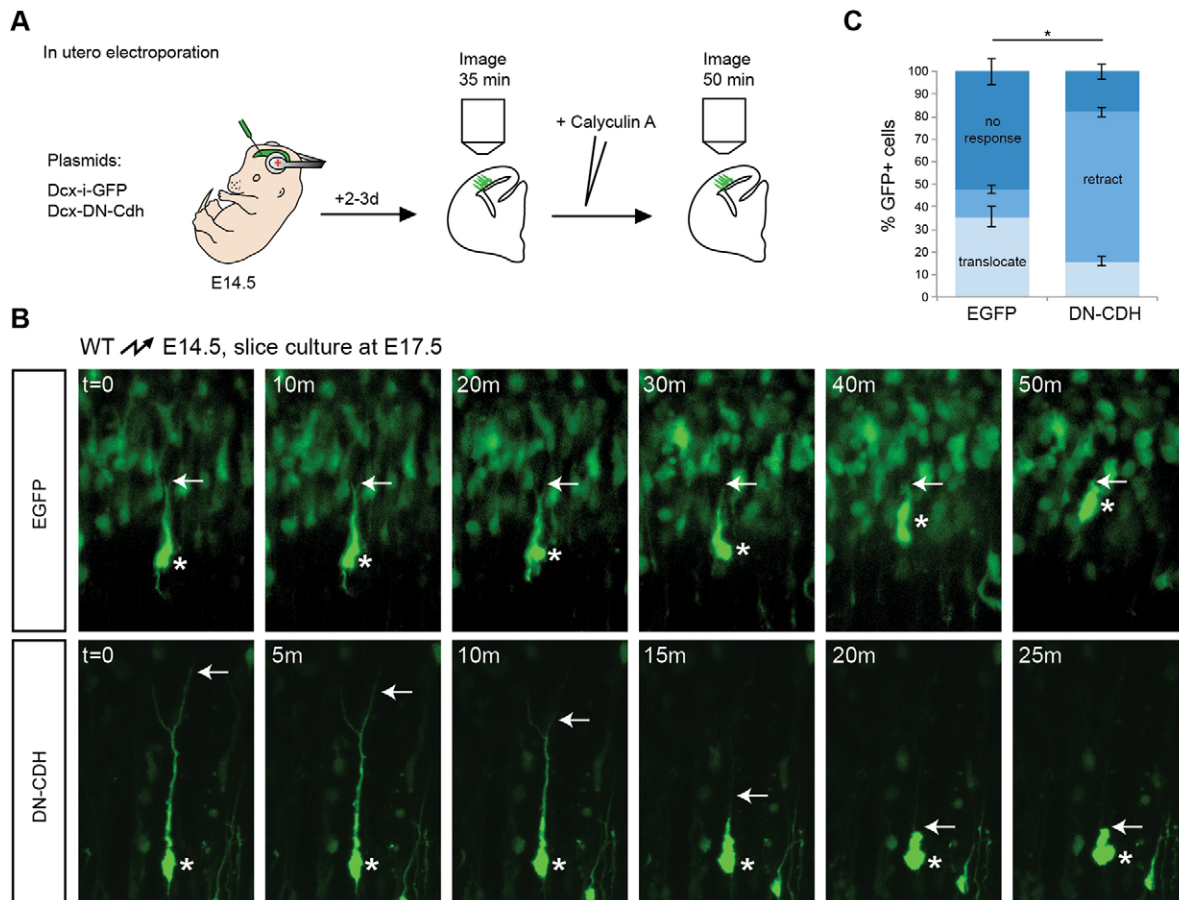 A
In utero electroporation
Plasmids:
Dcx-i-GFP
Dcx-DN-Cdh
E14.5
+2-3d
Image
35 min
+ Calyculin A
Image
50 min
C
*
% GFP+ cells
100
90
80
70
60
50
40
30
20
10
0
no
response
translocate
retract
EGFP
DN-CDH
B
WT E14.5, slice culture at E17.5
EGFP
t=0
10m
20m
30m
40m
50m
*
*
*
*
*
*
DN-CDH
t=0
5m
10m
15m
20m
25m
*
*
*
*
*
*